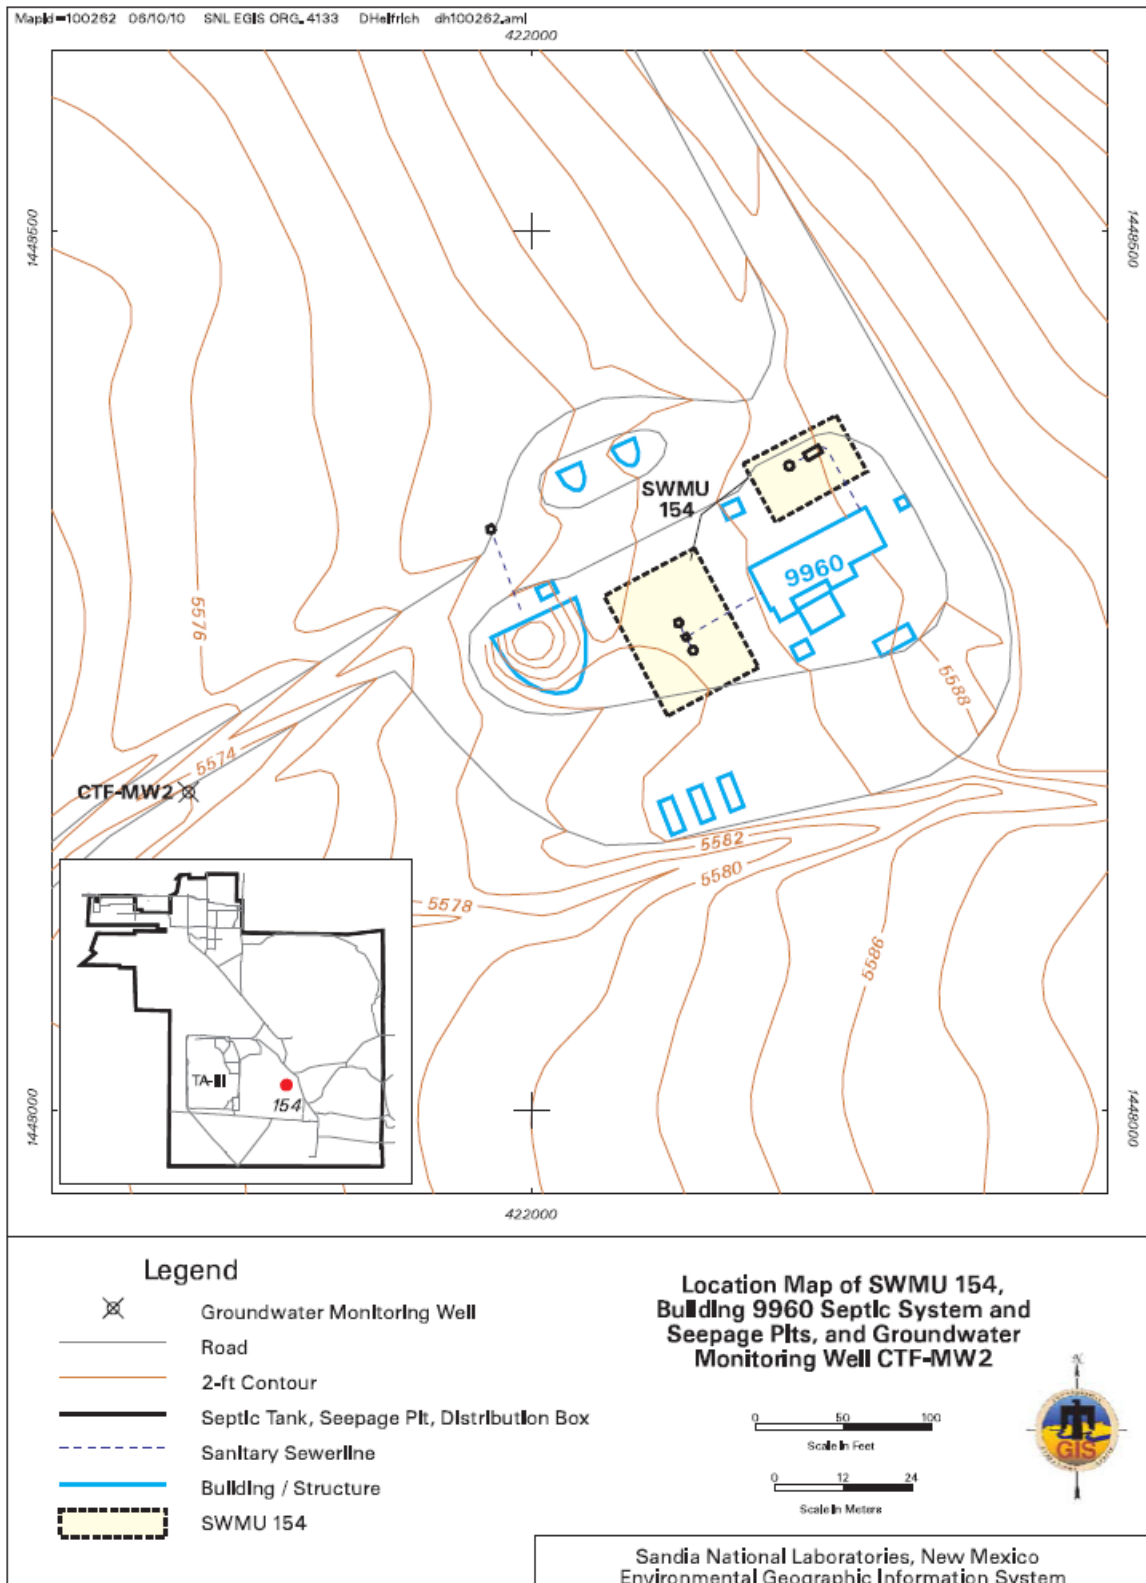 MapId=100262 06/10/10 SNL EGIS ORG. 4133 DHelfrich dh100262.aml
422000
1448500
1448500
SWMU
154
9960
5576
5588
5574
CTF-MW2
5582
5580
5578
5586
TA-III
154
1448000
1448000
422000
Legend
Groundwater Monitoring Well
Road
2-ft Contour
Septic Tank, Seepage Pit, Distribution Box
Sanitary Sewerline
Building / Structure
SWMU 154
Location Map of SWMU 154,
Building 9960 Septic System and
Seepage Pits, and Groundwater
Monitoring Well CTF-MW2
0 50 100
Scale in Feet
0 12 24
Scale in Meters
N
GIS
Sandia National Laboratories, New Mexico
Environmental Geographic Information System